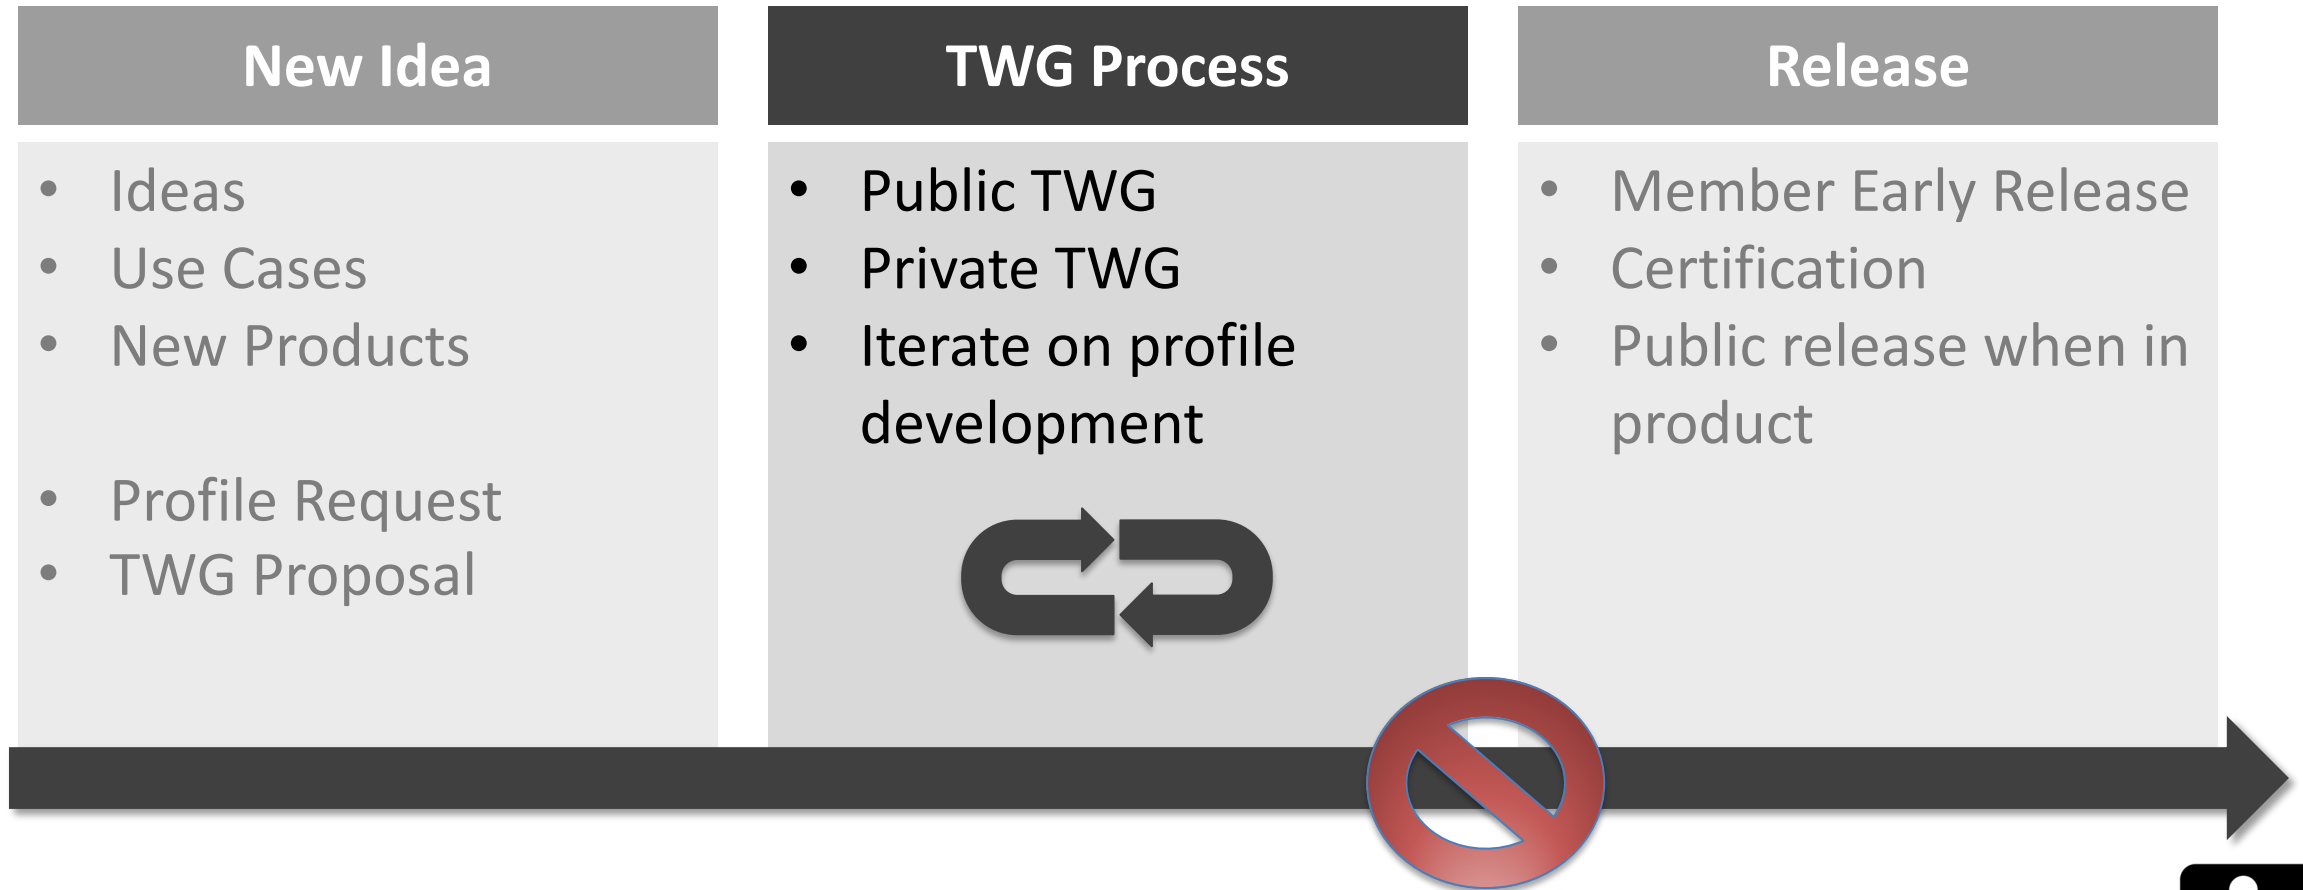 New Idea
• Ideas
• Use Cases
• New Products
• Profile Request
• TWG Proposal
TWG Process
• Public TWG
• Private TWG
• Iterate on profile
development
Release
• Member Early Release
• Certification
• Public release when in
product